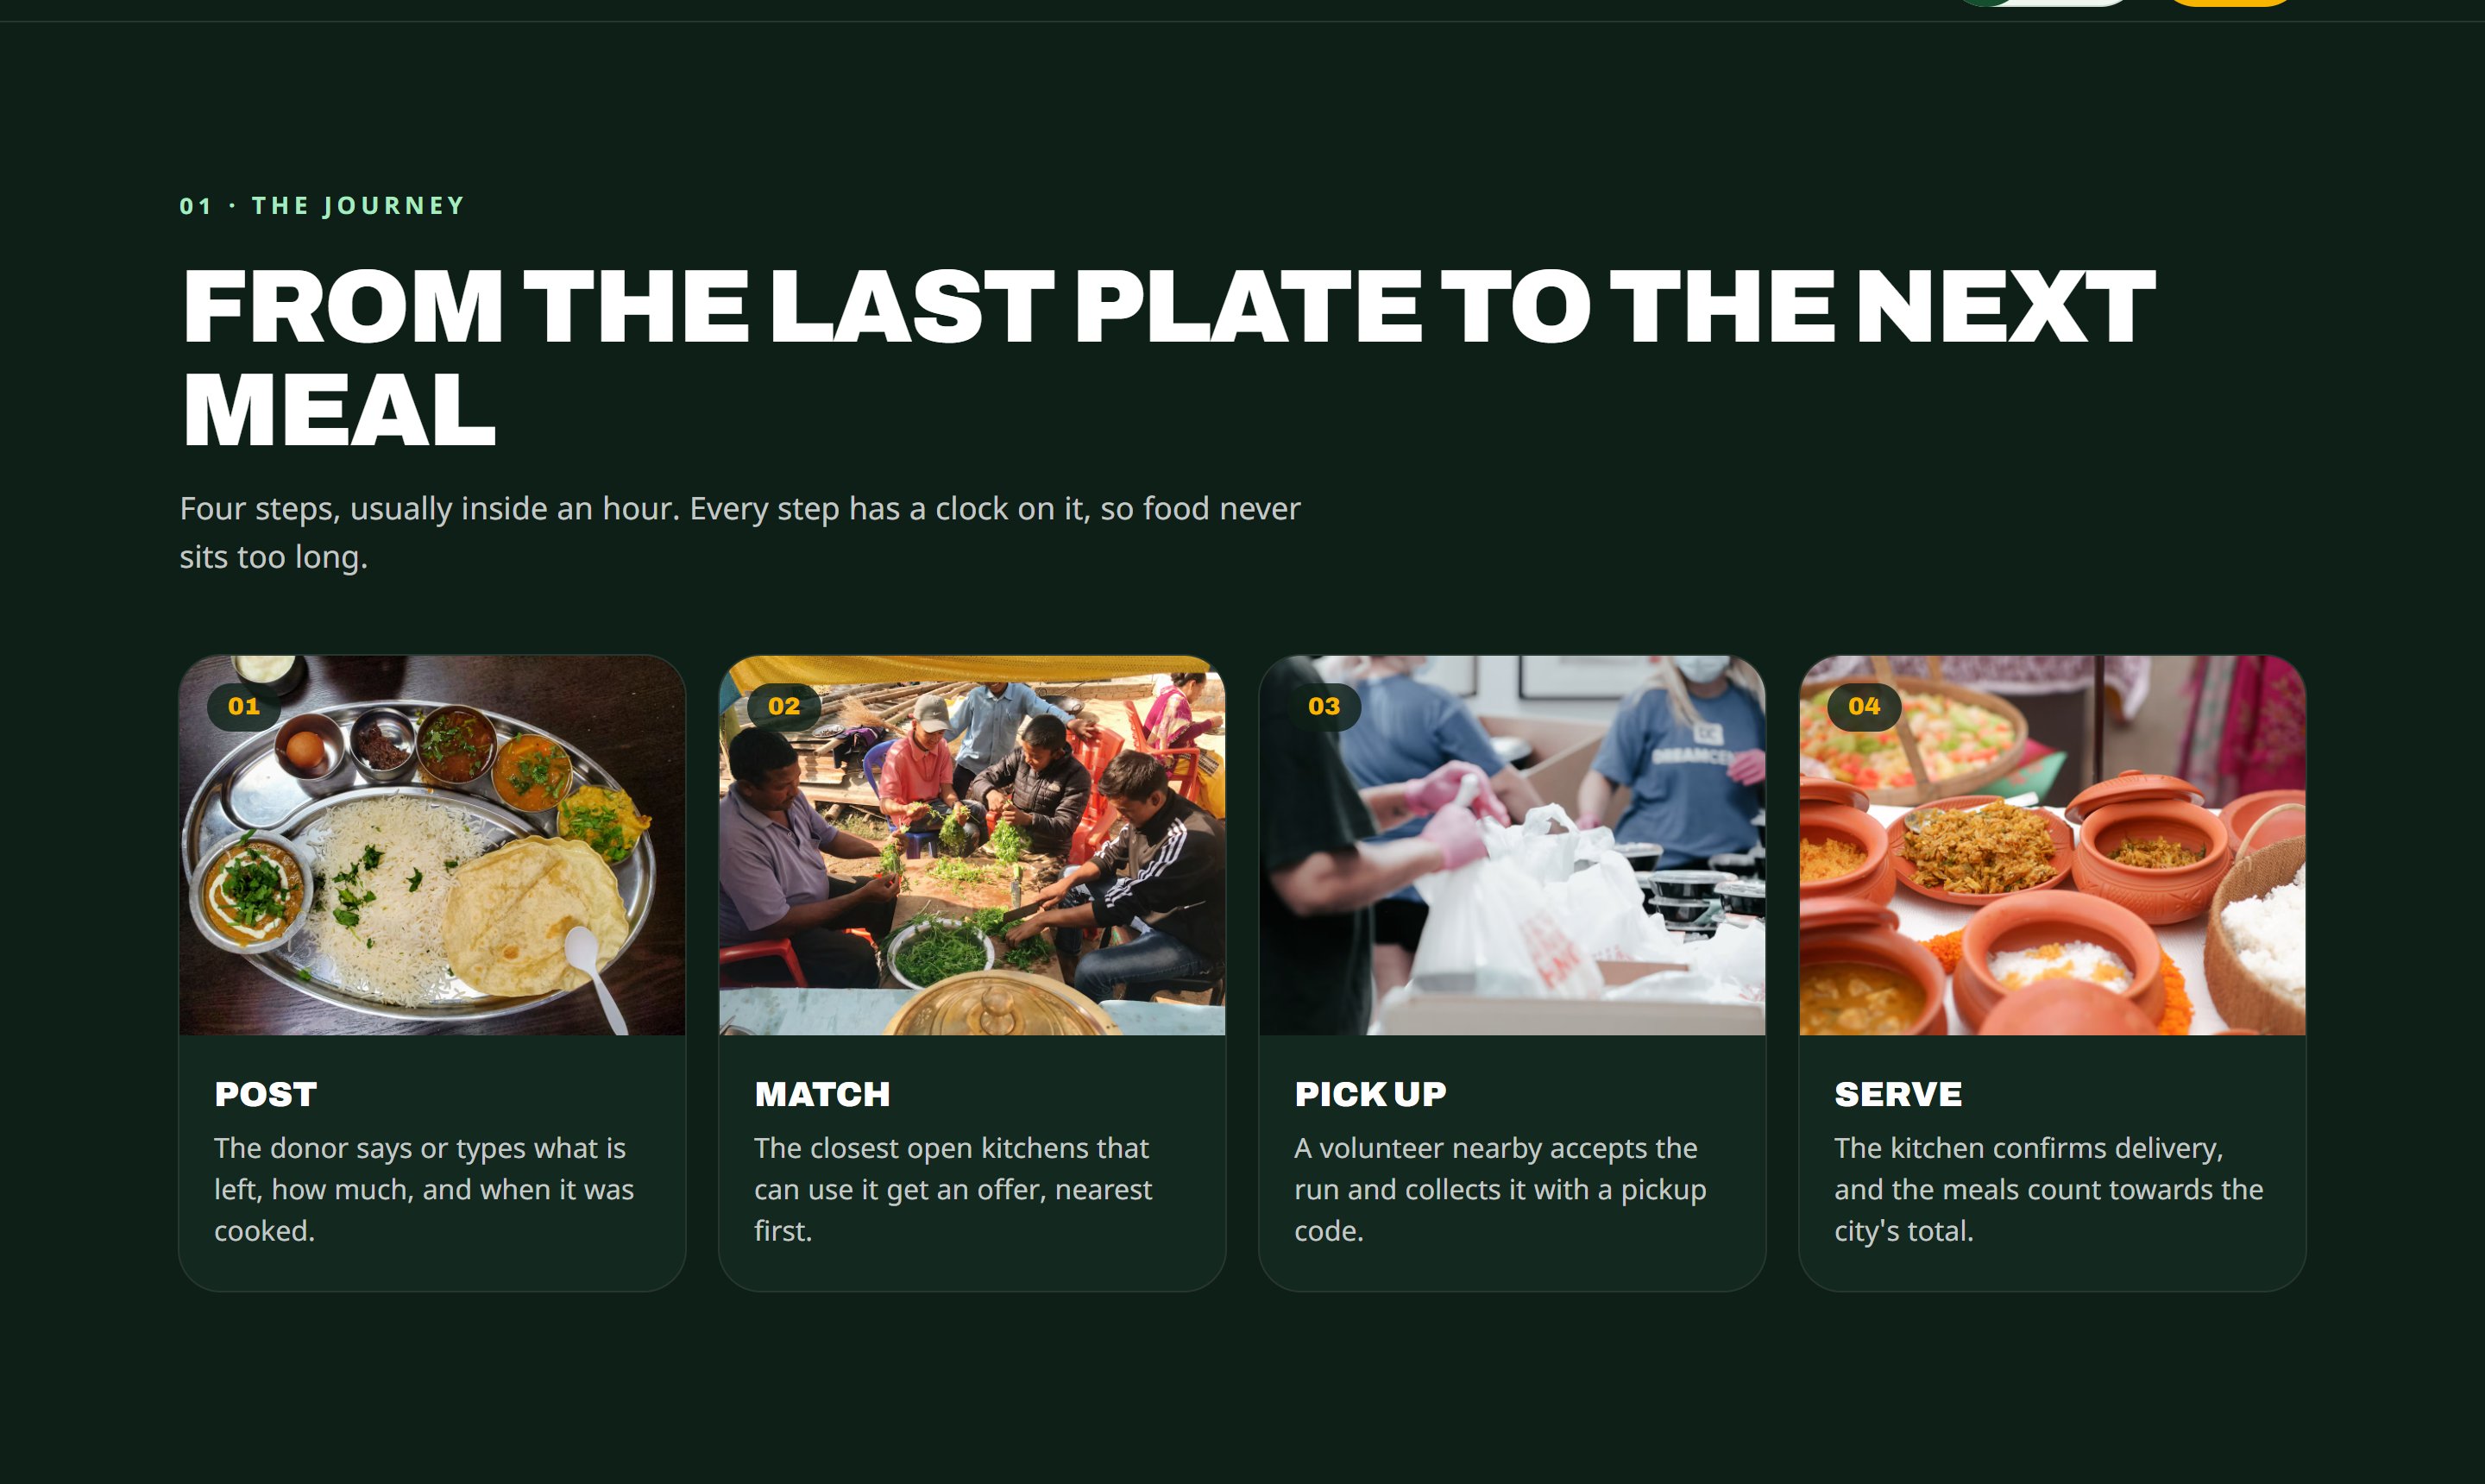 01 · THE JOURNEY
FROM THE LAST PLATE TO THE NEXT
MEAL
Four steps, usually inside an hour. Every step has a clock on it, so food never
sits too long.
01
02
03
04
POST
The donor says or types what is
left, how much, and when it was
cooked.
MATCH
The closest open kitchens that
can use it get an offer, nearest
first.
PICK UP
A volunteer nearby accepts the
run and collects it with a pickup
code.
SERVE
The kitchen confirms delivery,
and the meals count towards the
city's total.